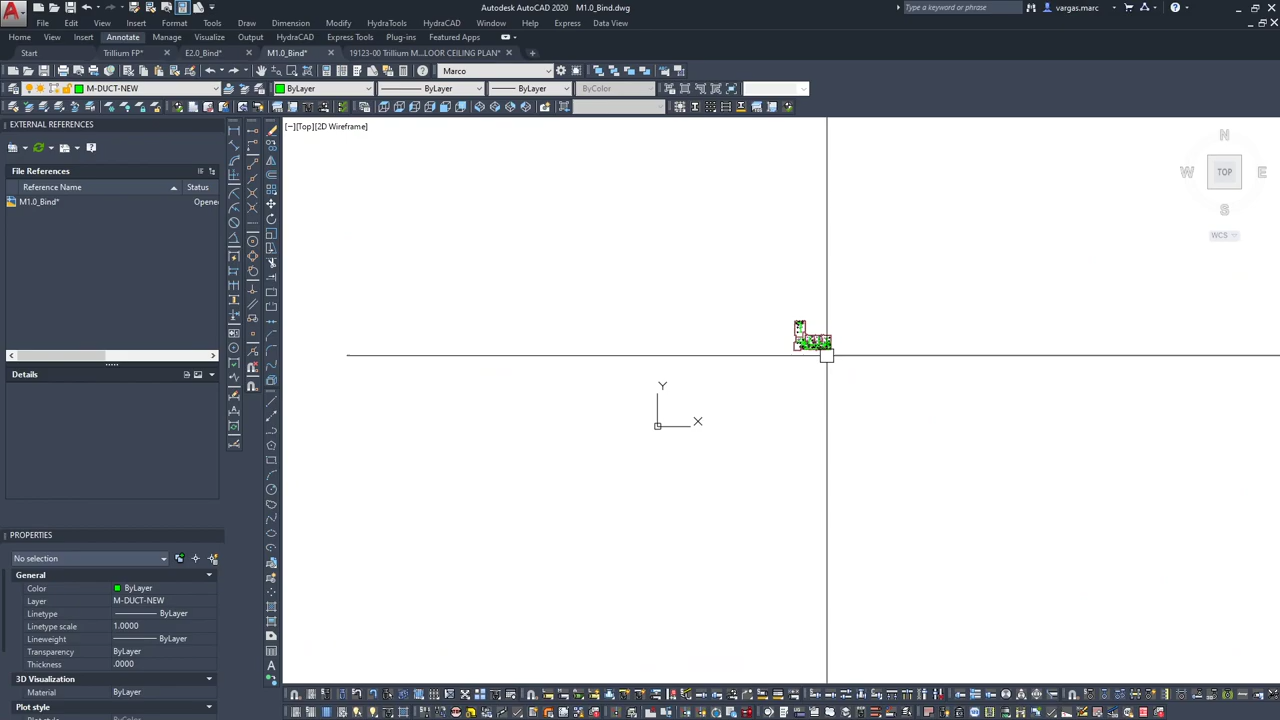 Autodesk AutoCAD 2020 M1.0_Bind.dwg
Type a keyword or phrase
vargas.marc
File Edit View Insert Format Tools Draw Dimension Modify HydraTools HydraCAD Window Help Express Data View
Home View Insert Annotate Manage Visualize Output HydraCAD Express Tools Plug-ins Featured Apps
Start Trillium FP* E2.0_Bind* M1.0_Bind* 19123-00 Trillium M...LOOR CEILING PLAN*
Marco
M-DUCT-NEW ByLayer ByLayer ByLayer ByColor
EXTERNAL REFERENCES
[−][Top][2D Wireframe]
File References
Reference Name Status
M1.0_Bind* Opene
Details
N
W TOP E
S
WCS
Y
X
PROPERTIES
No selection
General
Color ByLayer
Layer M-DUCT-NEW
Linetype ByLayer
Linetype scale 1.0000
Lineweight ByLayer
Transparency ByLayer
Thickness .0000
3D Visualization
Material ByLayer
Plot style